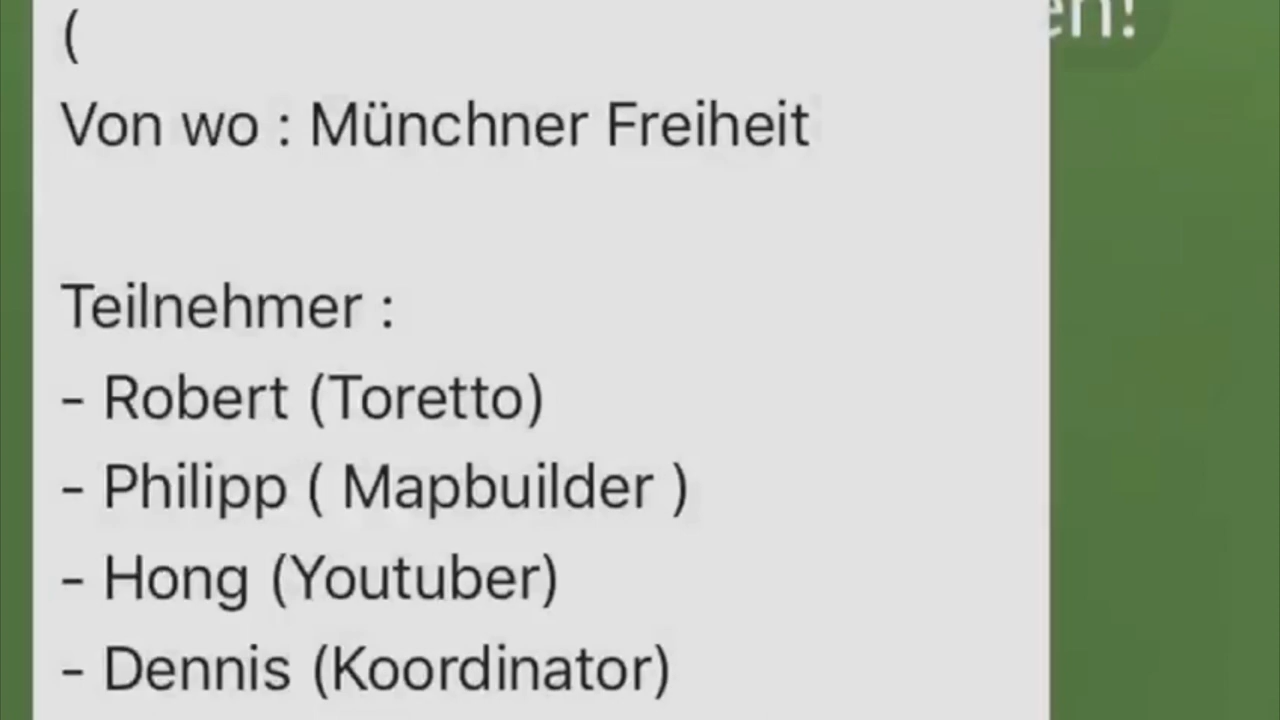 (
Von wo : Münchner Freiheit
Teilnehmer :
- Robert (Toretto)
- Philipp ( Mapbuilder )
- Hong (Youtuber)
- Dennis (Koordinator)